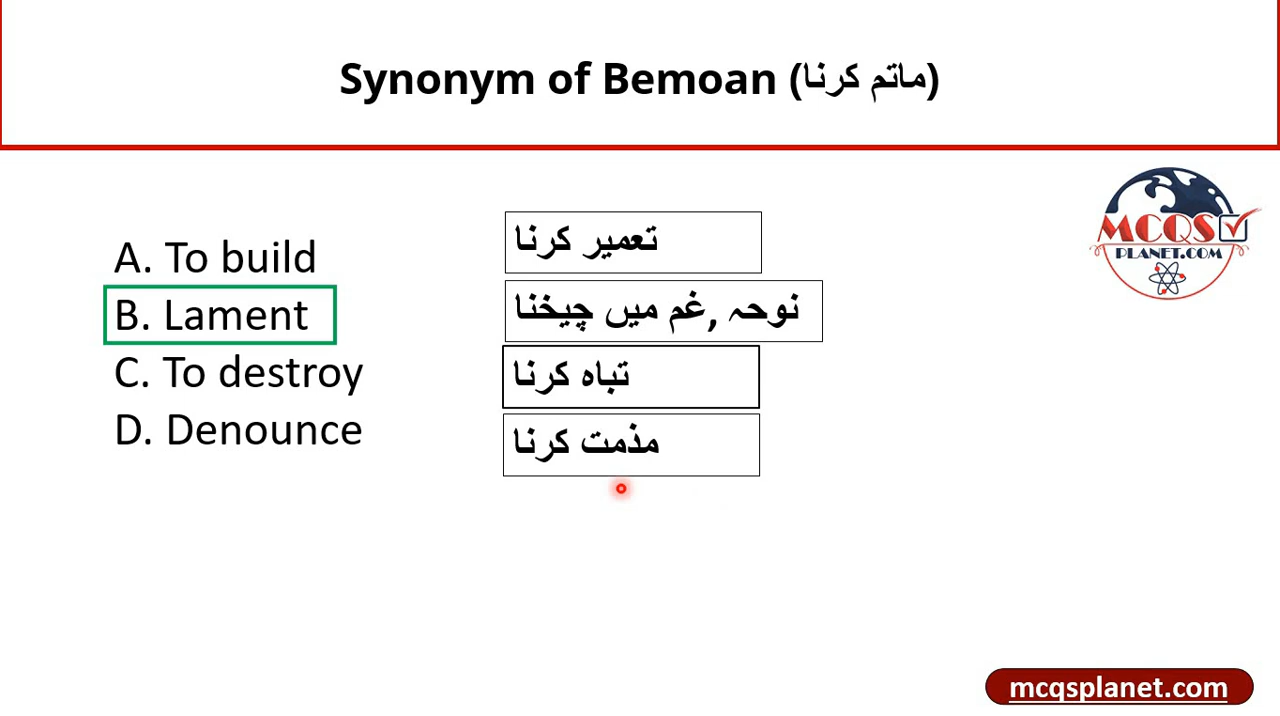 Synonym of Bemoan (ماتم کرنا)
A. To build
تعمیر کرنا
B. Lament
نوحہ ,غم میں چیخنا
C. To destroy
تباہ کرنا
D. Denounce
مذمت کرنا
MCQS
PLANET.COM
mcqsplanet.com